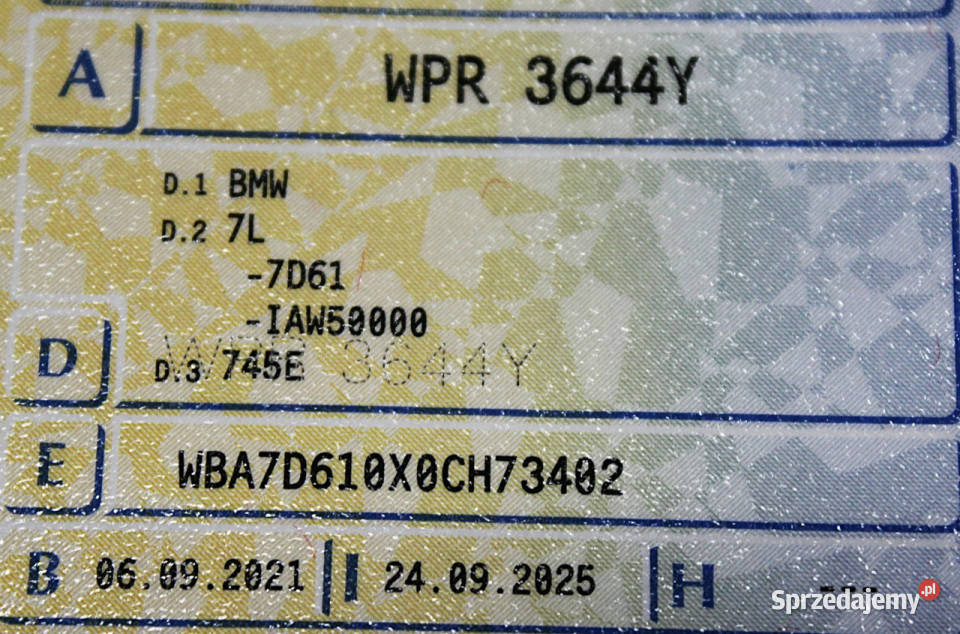 A WPR 3644Y
D.1 BMW
D.2 7L
-7D61
-IAW50000
WPR 3644Y
D D.3 745E
E WBA7D610X0CH73402
B 06.09.2021 I 24.09.2025 H ---
Sprzedajemy.pl